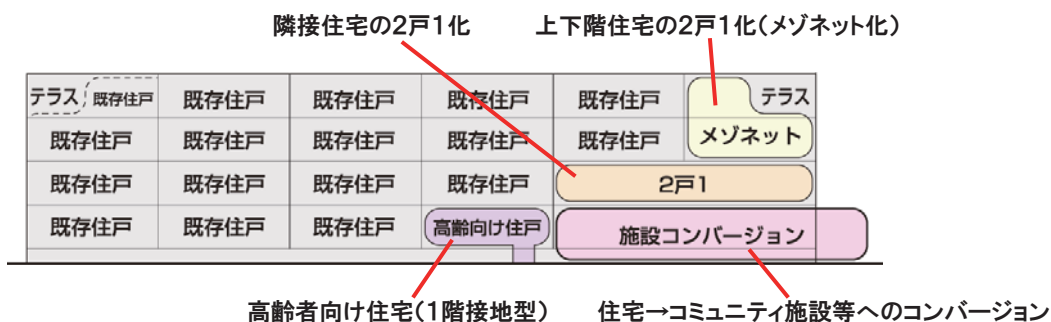 隣接住宅の2戸1化 上下階住宅の2戸1化(メゾネット化)
テラス 既存住戸 既存住戸 既存住戸 既存住戸 既存住戸 テラス
既存住戸 既存住戸 既存住戸 既存住戸 既存住戸 メゾネット
既存住戸 既存住戸 既存住戸 既存住戸 2戸1
既存住戸 既存住戸 既存住戸 高齢向け住戸 施設コンバージョン
高齢者向け住宅(1階接地型) 住宅→コミュニティ施設等へのコンバージョン